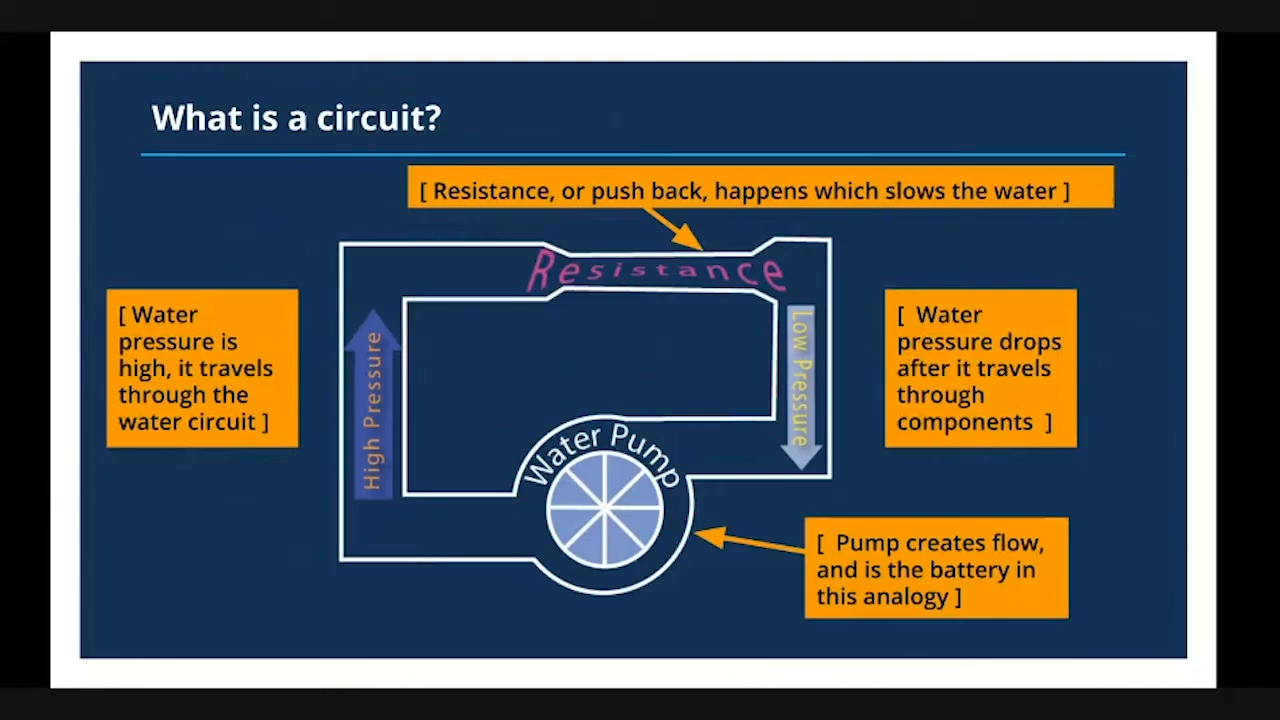 What is a circuit?
[ Resistance, or push back, happens which slows the water ]
Resistance
[ Water
pressure is
high, it travels
through the
water circuit ]
High Pressure
Low Pressure
[ Water
pressure drops
after it travels
through
components ]
Water Pump
[ Pump creates flow,
and is the battery in
this analogy ]